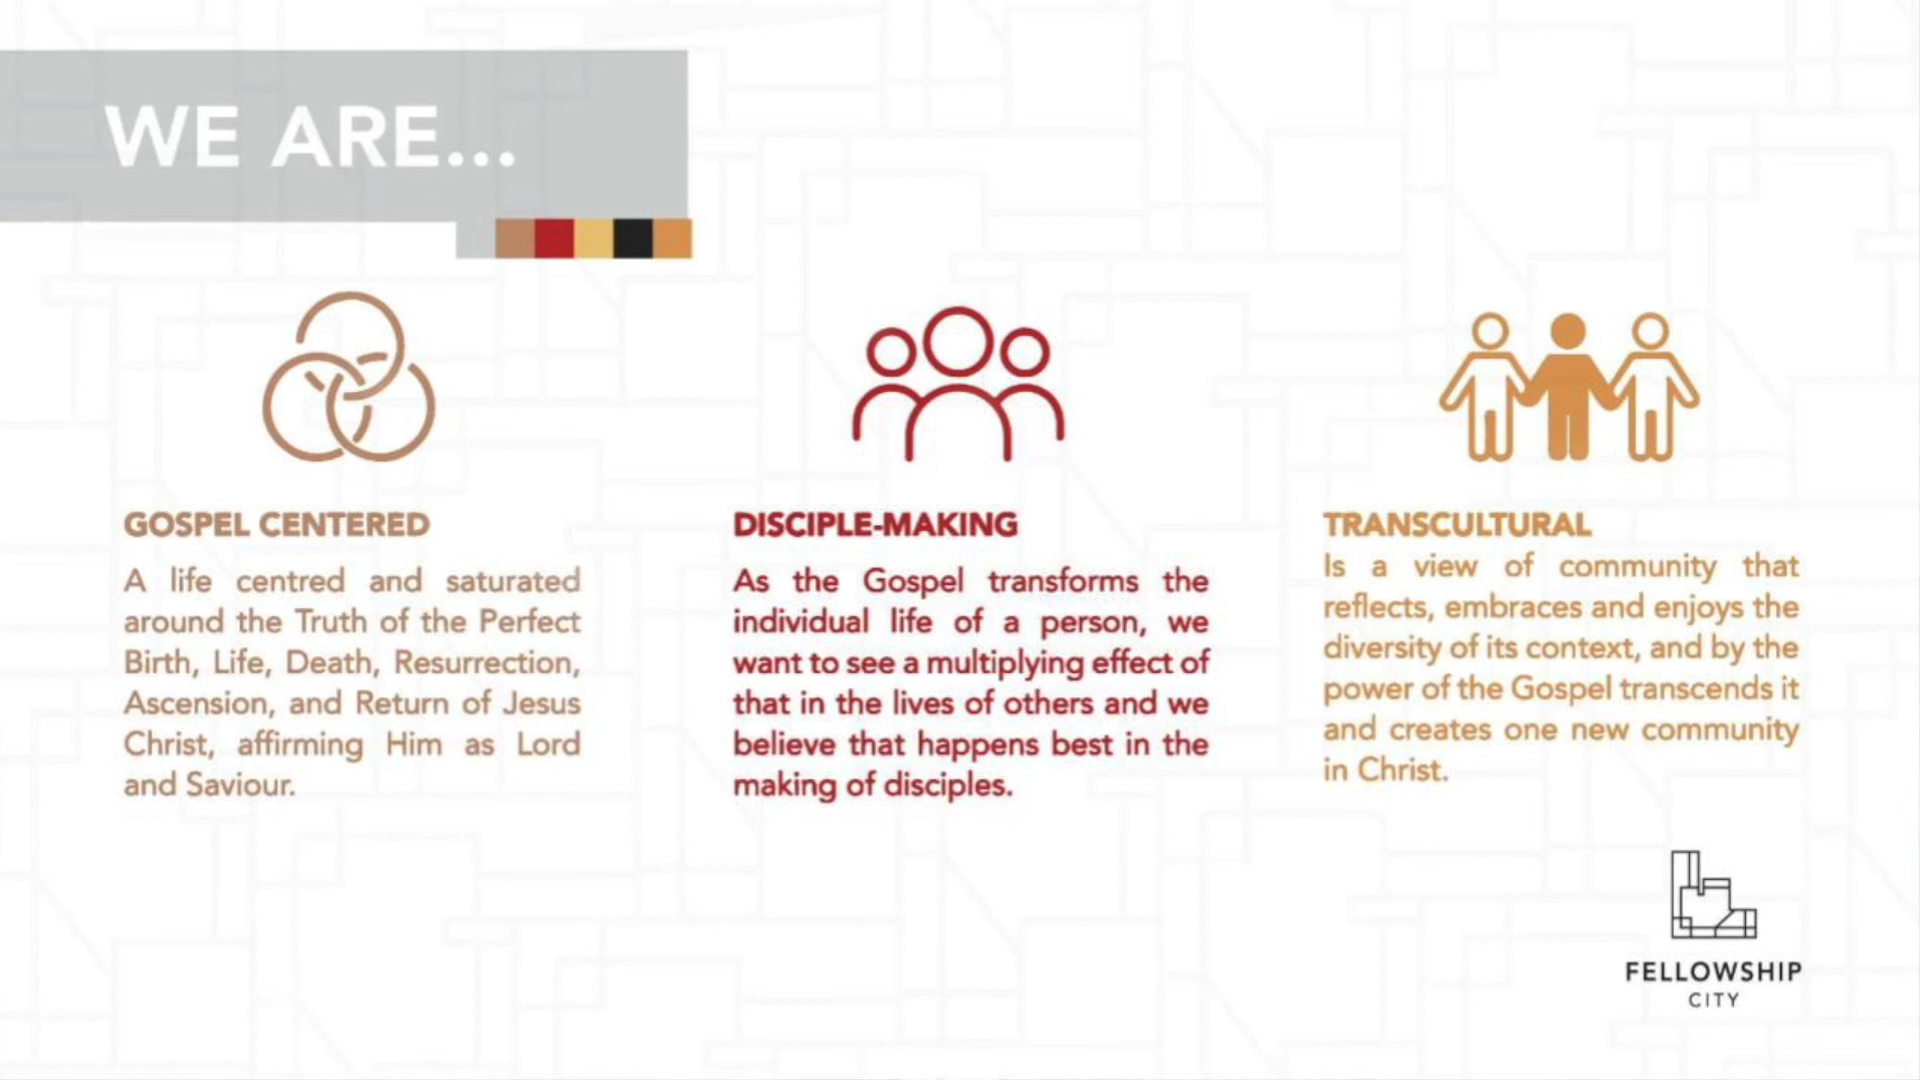 WE ARE...
GOSPEL CENTERED
A life centred and saturated
around the Truth of the Perfect
Birth, Life, Death, Resurrection,
Ascension, and Return of Jesus
Christ, affirming Him as Lord
and Saviour.
DISCIPLE-MAKING
As the Gospel transforms the
individual life of a person, we
want to see a multiplying effect of
that in the lives of others and we
believe that happens best in the
making of disciples.
TRANSCULTURAL
Is a view of community that
reflects, embraces and enjoys the
diversity of its context, and by the
power of the Gospel transcends it
and creates one new community
in Christ.
FELLOWSHIP
CITY